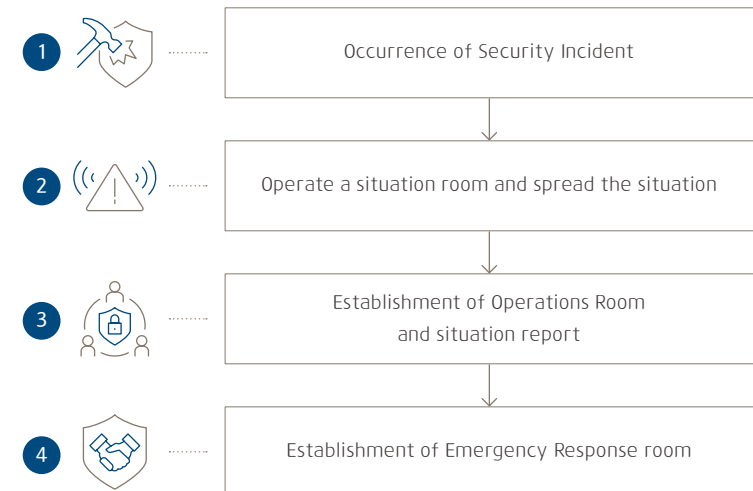 1
Occurrence of Security Incident
2
Operate a situation room and spread the situation
3
Establishment of Operations Room
and situation report
4
Establishment of Emergency Response room